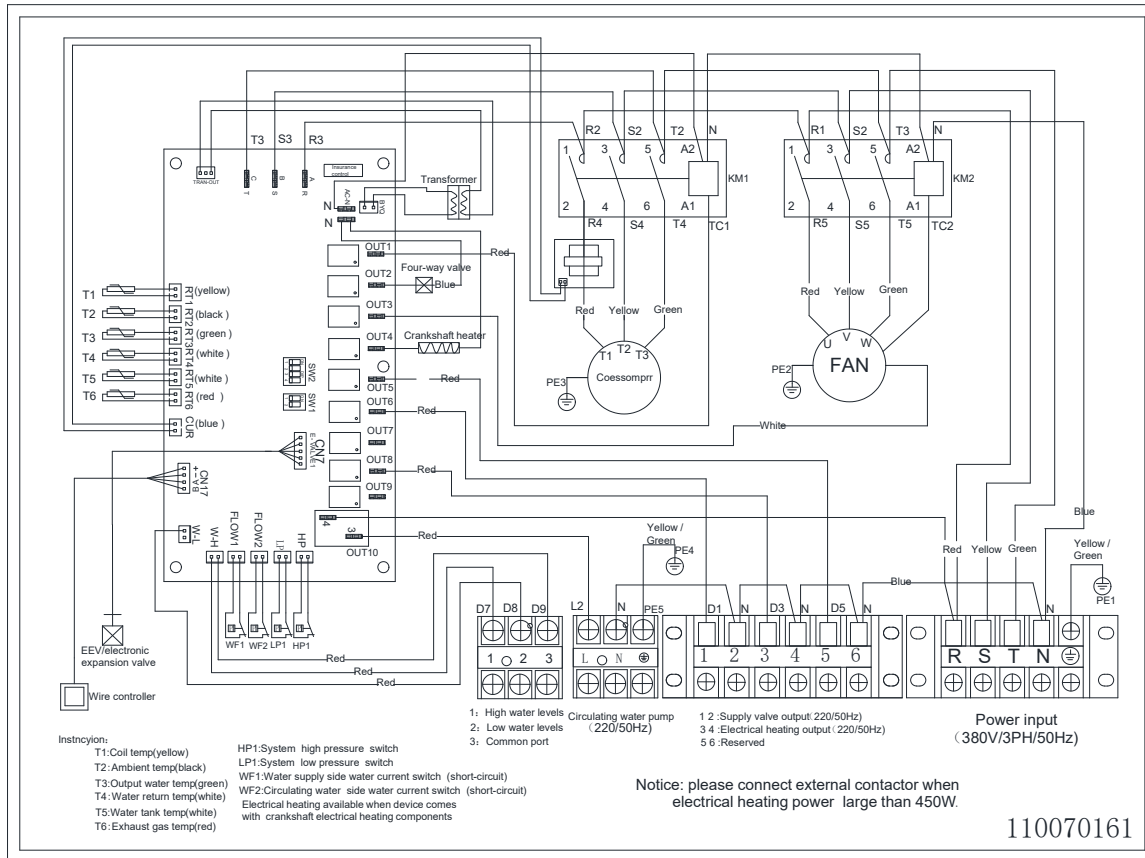 T3 S3 R3
R2 S2 T2 N
R1 S2 T3 N
TRAN-OUT
C B A
T S R
Insurance control
AC-N
BYQ
Transformer
1 3 5 A2
KM1
2 4 6 A1
R4 S4 T4 TC1
1 3 5 A2
KM2
2 4 6 A1
R5 S5 T5 TC2
N
N
OUT1
Red
OUT2
Four-way valve
Blue
OUT3
OUT4
Crankshaft heater
OUT5
Red
OUT6
Red
OUT7
OUT8
Red
OUT9
4
3
OUT10
Red
T1 RT1 (yellow)
T2 RT2 (black)
T3 RT3 (green)
T4 RT4 (white)
T5 RT5 (white)
T6 RT6 (red)
CUR (blue)
SW2
SW1
E-VALVE1
CN7
+ - A B
CN17
W-L
W-H
FLOW1
FLOW2
LP
HP
WF1 WF2 LP1 HP1
Red Yellow Green
T1 T2 T3
Coessomprr
PE3
Red Yellow Green
U V W
FAN
PE2
White
EEV/electronic
expansion valve
Wire controller
Red
Red
Yellow /
Green
PE4
Blue
Red Yellow Green
Blue
Yellow /
Green
PE1
D7 D8 D9
1 2 3
L2 N PE5
L N
D1 N D3 N D5 N
1 2 3 4 5 6
N
R S T N
1: High water levels
2: Low water levels
3: Common port
Circulating water pump
(220/50Hz)
1 2 :Supply valve output(220/50Hz)
3 4 :Electrical heating output(220/50Hz)
5 6 :Reserved
Power input
(380V/3PH/50Hz)
Instncyion:
T1:Coil temp(yellow)
T2:Ambient temp(black)
T3:Output water temp(green)
T4:Water return temp(white)
T5:Water tank temp(white)
T6:Exhaust gas temp(red)
HP1:System high pressure switch
LP1:System low pressure switch
WF1:Water supply side water current switch (short-circuit)
WF2:Circulating water side water current switch (short-circuit)
Electrical heating available when device comes
with crankshaft electrical heating components
Notice: please connect external contactor when
electrical heating power large than 450W.
110070161